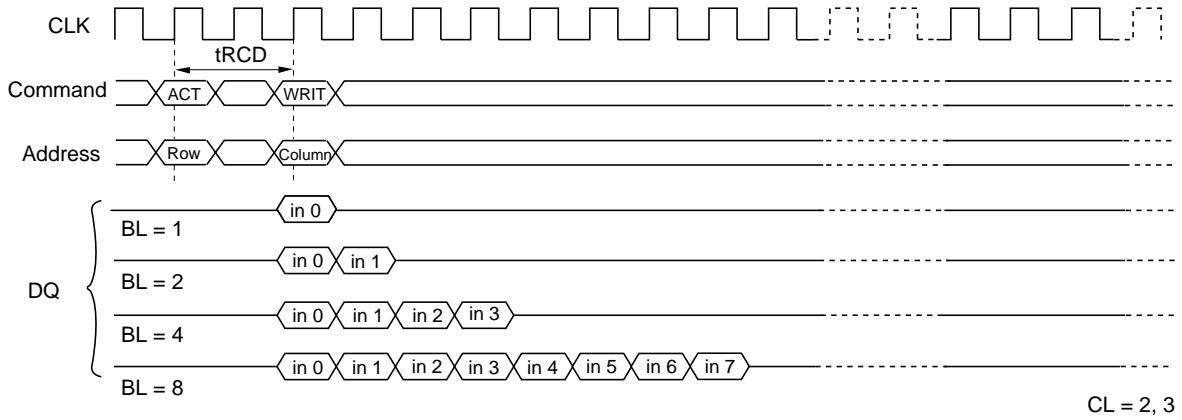 CLK
tRCD
Command ACT WRIT
Address Row Column
in 0
BL = 1
in 0 in 1
BL = 2
DQ
in 0 in 1 in 2 in 3
BL = 4
in 0 in 1 in 2 in 3 in 4 in 5 in 6 in 7
BL = 8
CL = 2, 3